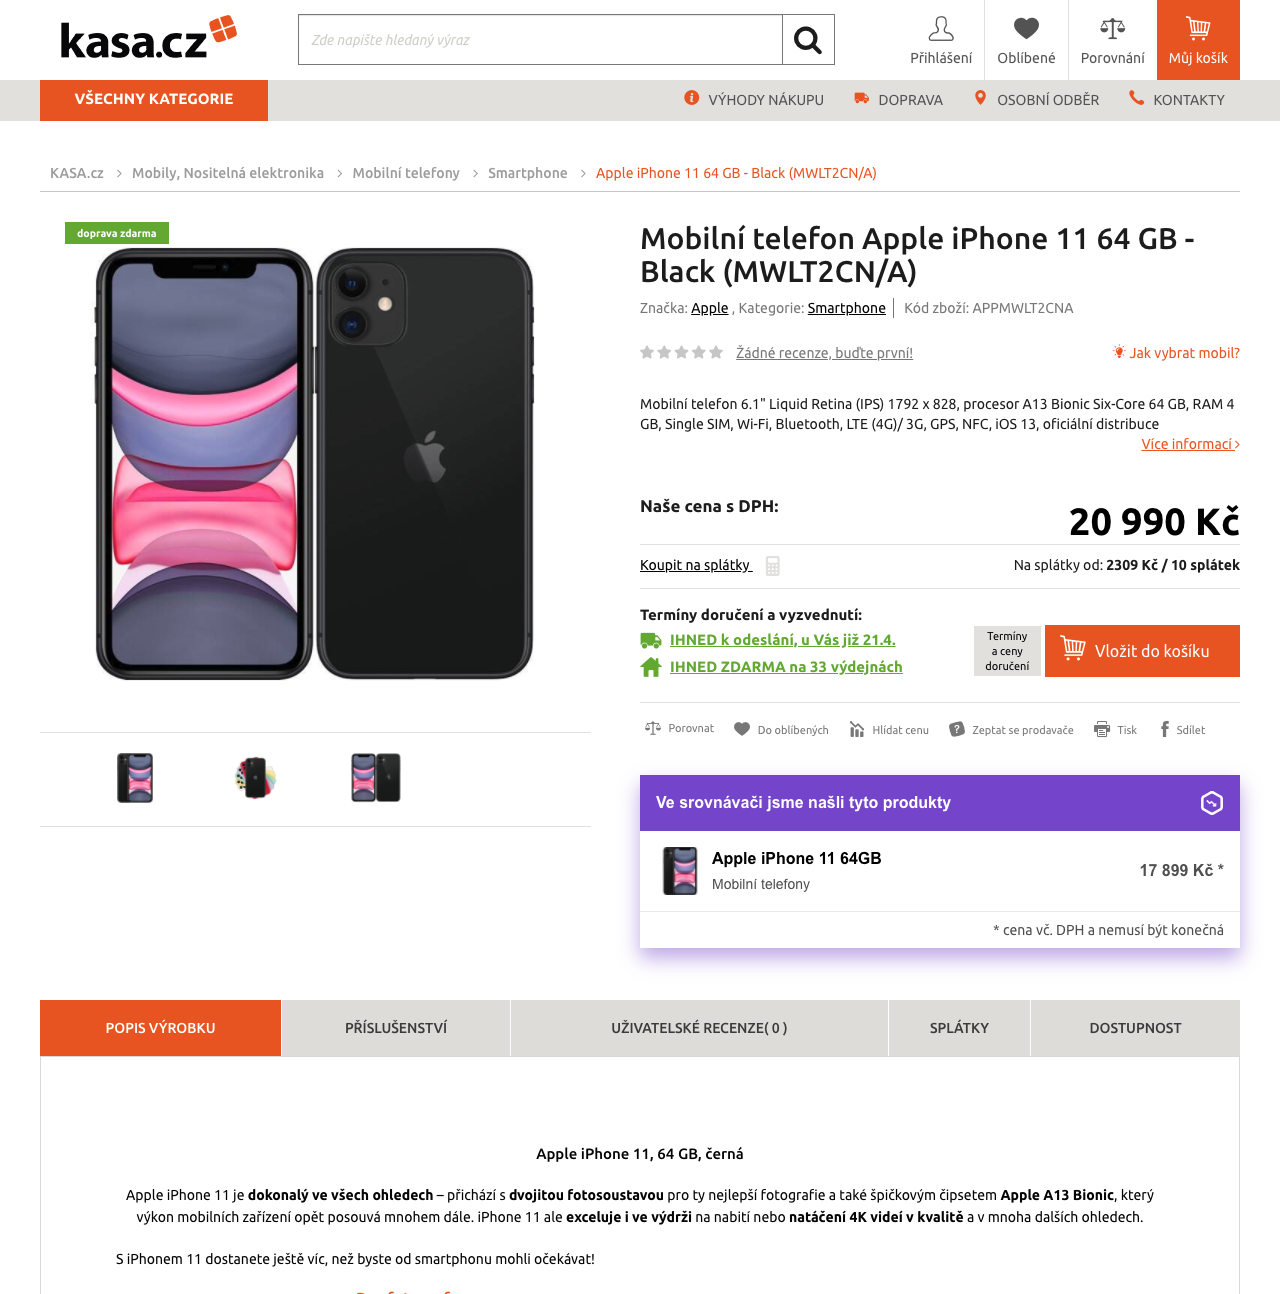 kasa.cz
Zde napište hledaný výraz
Přihlášení
Oblíbené
Porovnání
Můj košík
VŠECHNY KATEGORIE
VÝHODY NÁKUPU
DOPRAVA
OSOBNÍ ODBĚR
KONTAKTY
KASA.cz > Mobily, Nositelná elektronika > Mobilní telefony > Smartphone > Apple iPhone 11 64 GB - Black (MWLT2CN/A)
doprava zdarma
Mobilní telefon Apple iPhone 11 64 GB -
Black (MWLT2CN/A)
Značka: Apple , Kategorie: Smartphone | Kód zboží: APPMWLT2CNA
Žádné recenze, buďte první!
Jak vybrat mobil?
Mobilní telefon 6.1" Liquid Retina (IPS) 1792 x 828, procesor A13 Bionic Six-Core 64 GB, RAM 4
GB, Single SIM, Wi-Fi, Bluetooth, LTE (4G)/ 3G, GPS, NFC, iOS 13, oficiální distribuce
Více informací >
Naše cena s DPH:
20 990 Kč
Koupit na splátky
Na splátky od: 2309 Kč / 10 splátek
Termíny doručení a vyzvednutí:
IHNED k odeslání, u Vás již 21.4.
IHNED ZDARMA na 33 výdejnách
Termíny
a ceny
doručení
Vložit do košíku
Porovnat
Do oblíbených
Hlídat cenu
Zeptat se prodavače
Tisk
Sdílet
Ve srovnávači jsme našli tyto produkty
Apple iPhone 11 64GB
Mobilní telefony
17 899 Kč *
* cena vč. DPH a nemusí být konečná
POPIS VÝROBKU
PŘÍSLUŠENSTVÍ
UŽIVATELSKÉ RECENZE( 0 )
SPLÁTKY
DOSTUPNOST
Apple iPhone 11, 64 GB, černá
Apple iPhone 11 je dokonalý ve všech ohledech – přichází s dvojitou fotosoustavou pro ty nejlepší fotografie a také špičkovým čipsetem Apple A13 Bionic, který
výkon mobilních zařízení opět posouvá mnohem dále. iPhone 11 ale exceluje i ve výdrži na nabití nebo natáčení 4K videí v kvalitě a v mnoha dalších ohledech.
S iPhonem 11 dostanete ještě víc, než byste od smartphonu mohli očekávat!